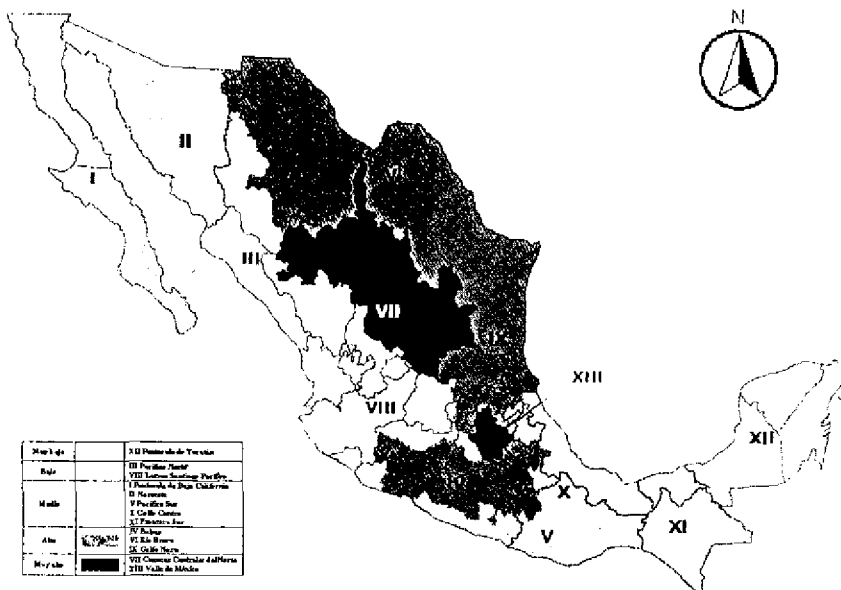 N
II
I
III
VII
XIII
VIII
XII
X
V
XI
Muy bajo
XII Península de Yucatán
Bajo
III Pacífico Norte
VIII Lerma Santiago Pacífico
Medio
I Península de Baja California
II Noroeste
V Pacífico Sur
X Golfo Centro
XI Frontera Sur
Alto
IV Balsas
VI Río Bravo
IX Golfo Norte
Muy alto
VII Cuencas Centrales del Norte
XIII Valle de México